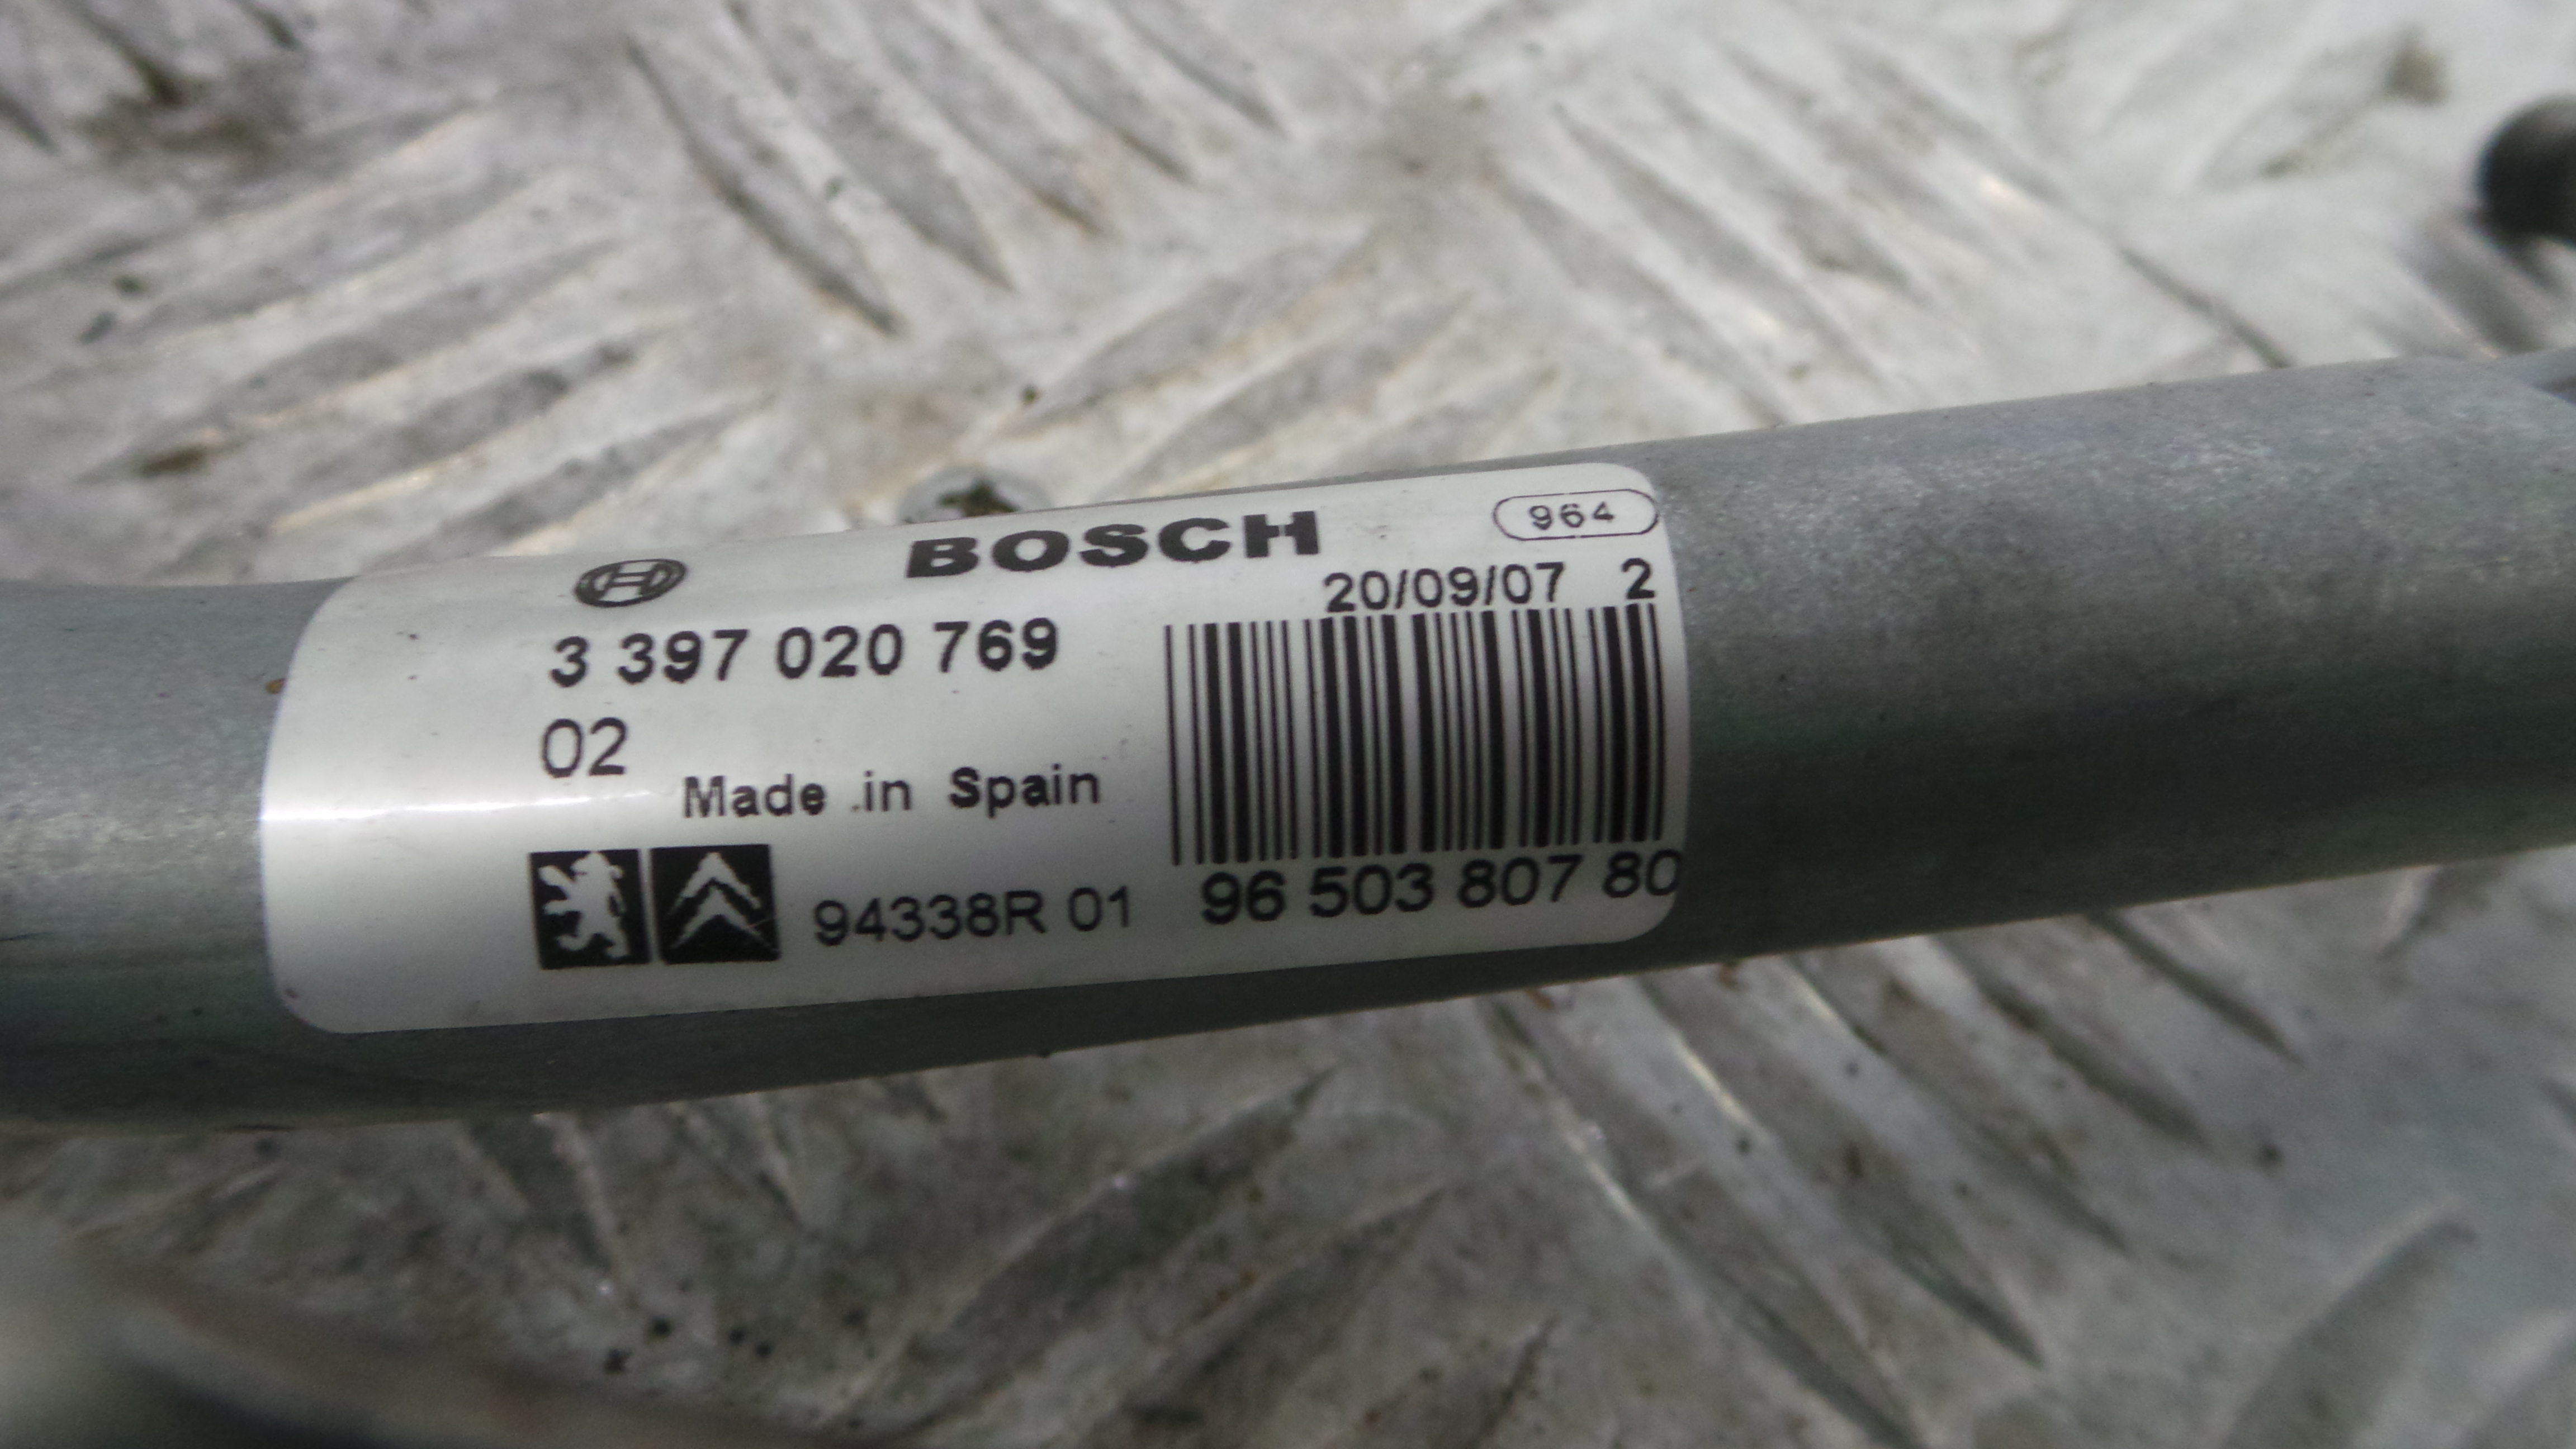 BOSCH
964
20/09/07 2
3 397 020 769
02
Made .in Spain
94338R 01
96 503 807 80